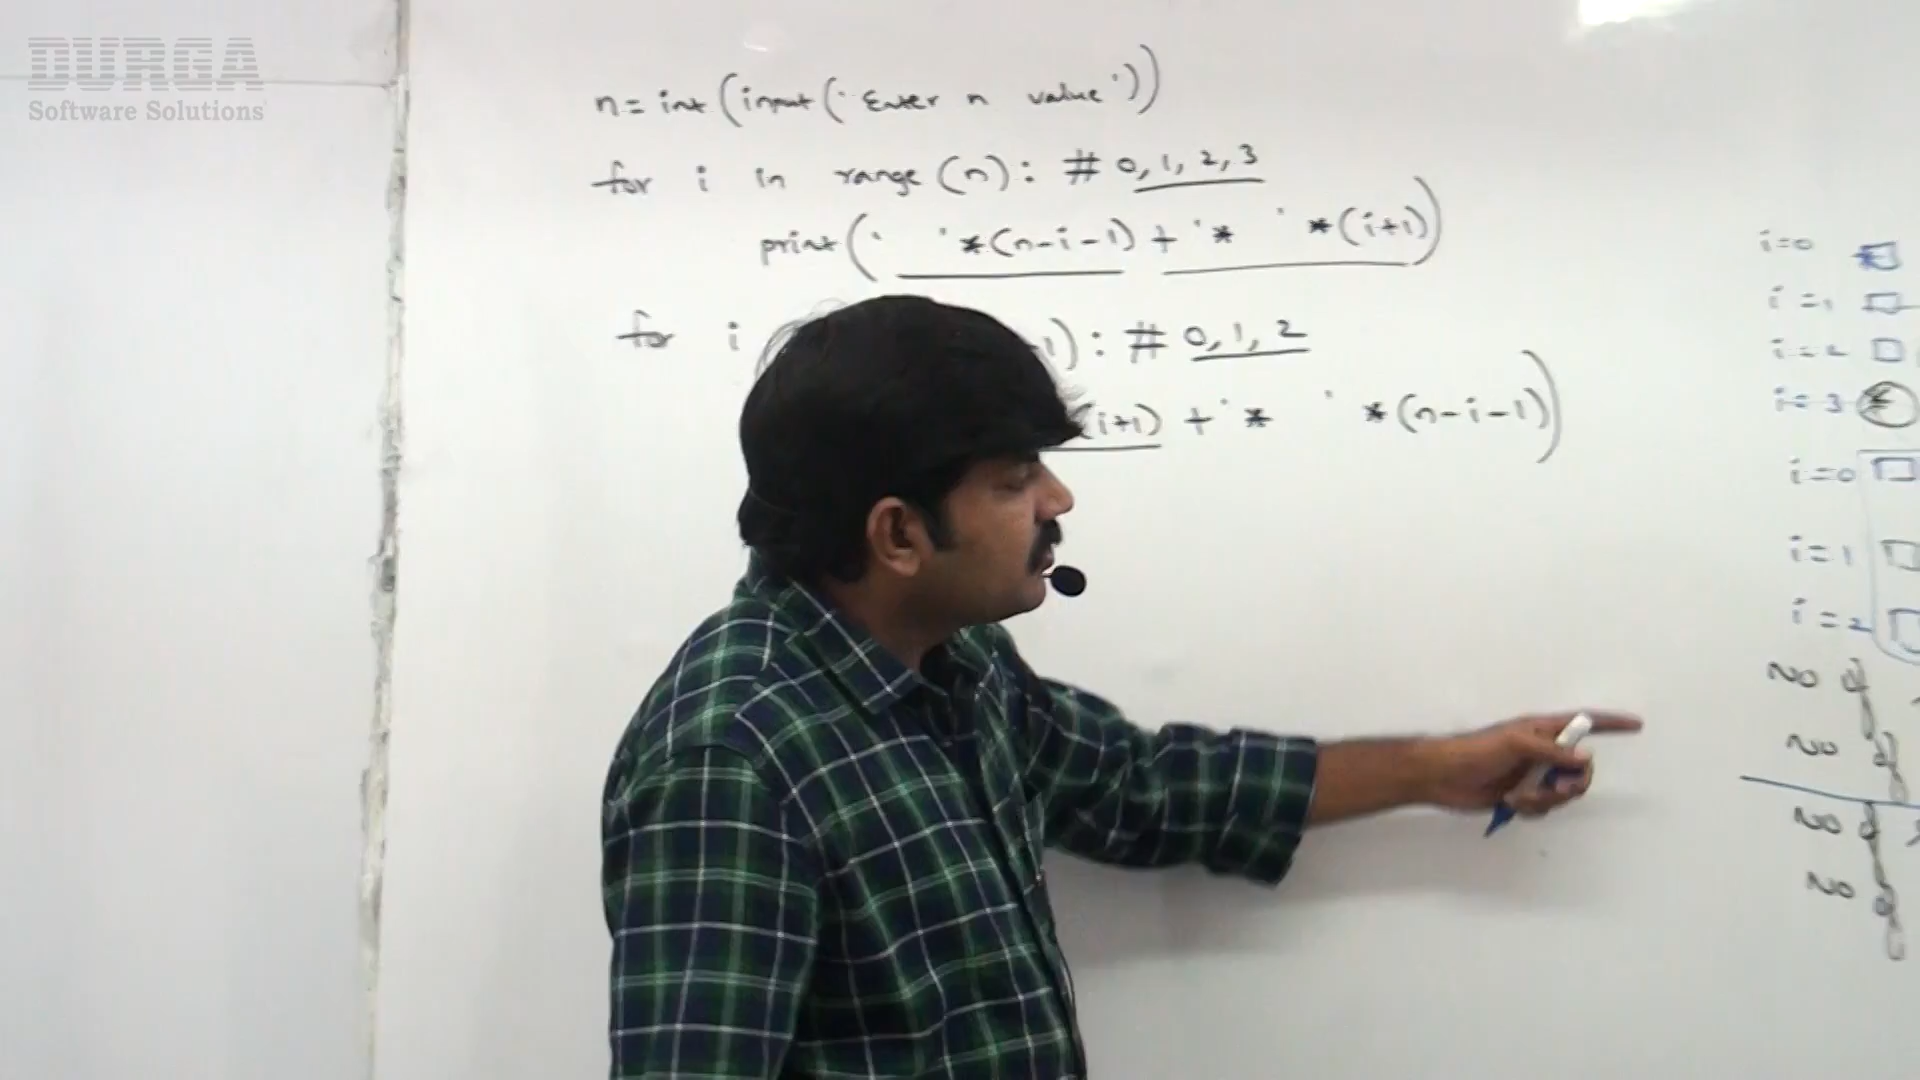 DURGA
Software Solutions
n = int(input('Enter n value'))
for i in range(n): # 0, 1, 2, 3
print(' '*(n-i-1) + '* '*(i+1))
for i 1): # 0, 1, 2
(i+1) + '* '*(n-i-1))
i=0
i=1
i=2
i=3 *
i=0
i=1
i=2